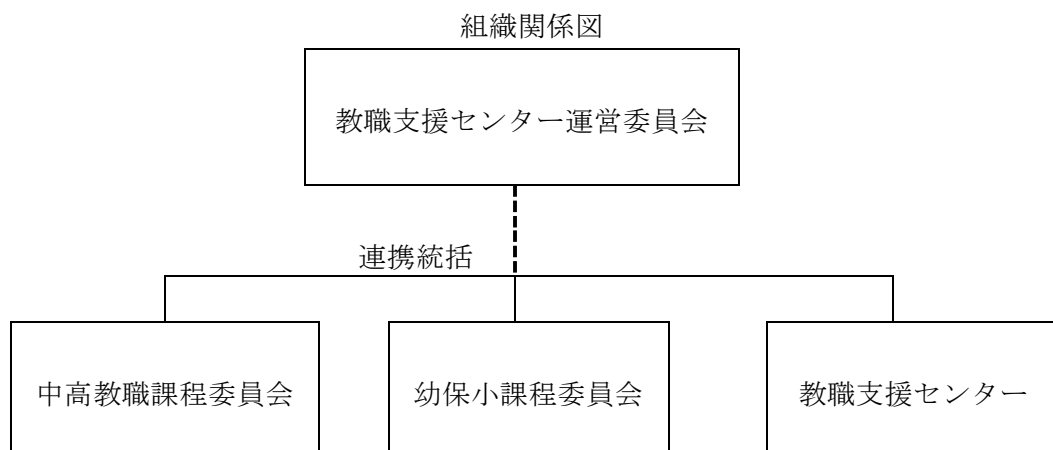 組織関係図
教職支援センター運営委員会
連携統括
中高教職課程委員会
幼保小課程委員会
教職支援センター